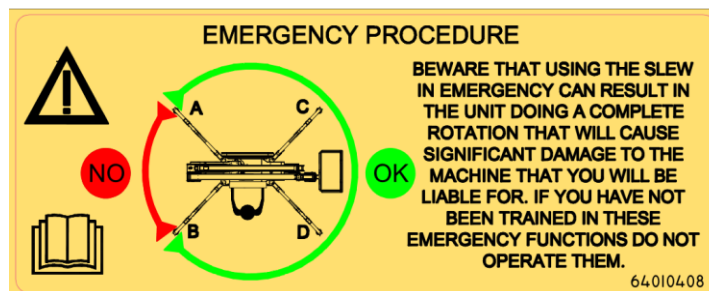 EMERGENCY PROCEDURE
A
C
NO
OK
B
D
BEWARE THAT USING THE SLEW
IN EMERGENCY CAN RESULT IN
THE UNIT DOING A COMPLETE
ROTATION THAT WILL CAUSE
SIGNIFICANT DAMAGE TO THE
MACHINE THAT YOU WILL BE
LIABLE FOR. IF YOU HAVE NOT
BEEN TRAINED IN THESE
EMERGENCY FUNCTIONS DO NOT
OPERATE THEM.
64010408